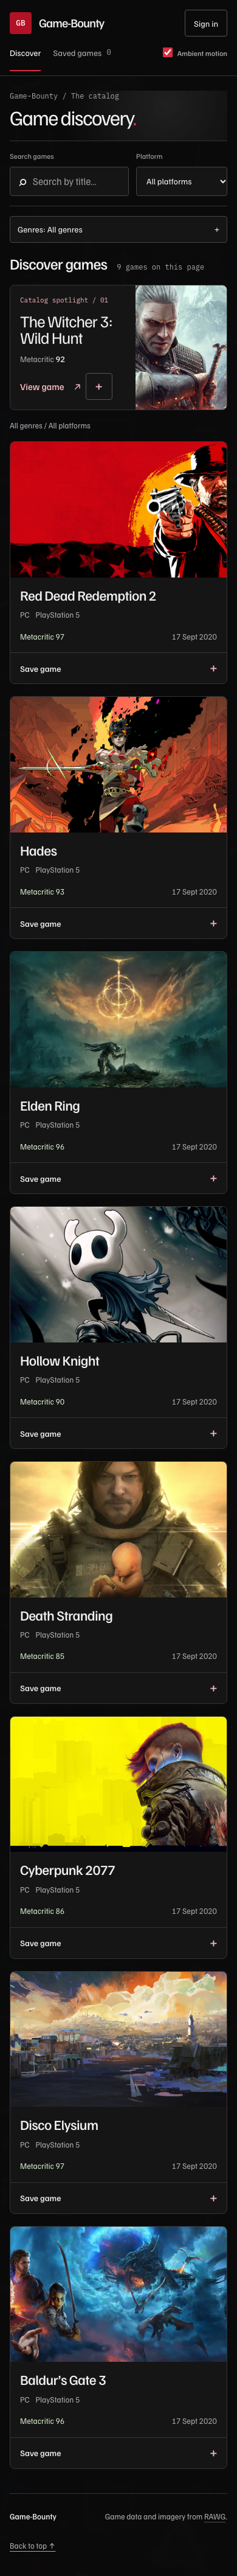 GB Game-Bounty Sign in
Discover Saved games 0 Ambient motion
Game-Bounty / The catalog
Game discovery.
Search games Platform
Search by title... All platforms
Genres: All genres +
Discover games 9 games on this page
Catalog spotlight / 01
The Witcher 3:
Wild Hunt
Metacritic 92
View game ↗ +
All genres / All platforms
Red Dead Redemption 2
PC PlayStation 5
Metacritic 97 17 Sept 2020
Save game +
Hades
PC PlayStation 5
Metacritic 93 17 Sept 2020
Save game +
Elden Ring
PC PlayStation 5
Metacritic 96 17 Sept 2020
Save game +
Hollow Knight
PC PlayStation 5
Metacritic 90 17 Sept 2020
Save game +
Death Stranding
PC PlayStation 5
Metacritic 85 17 Sept 2020
Save game +
Cyberpunk 2077
PC PlayStation 5
Metacritic 86 17 Sept 2020
Save game +
Disco Elysium
PC PlayStation 5
Metacritic 97 17 Sept 2020
Save game +
Baldur's Gate 3
PC PlayStation 5
Metacritic 96 17 Sept 2020
Save game +
Game-Bounty Game data and imagery from RAWG.
Back to top ↑